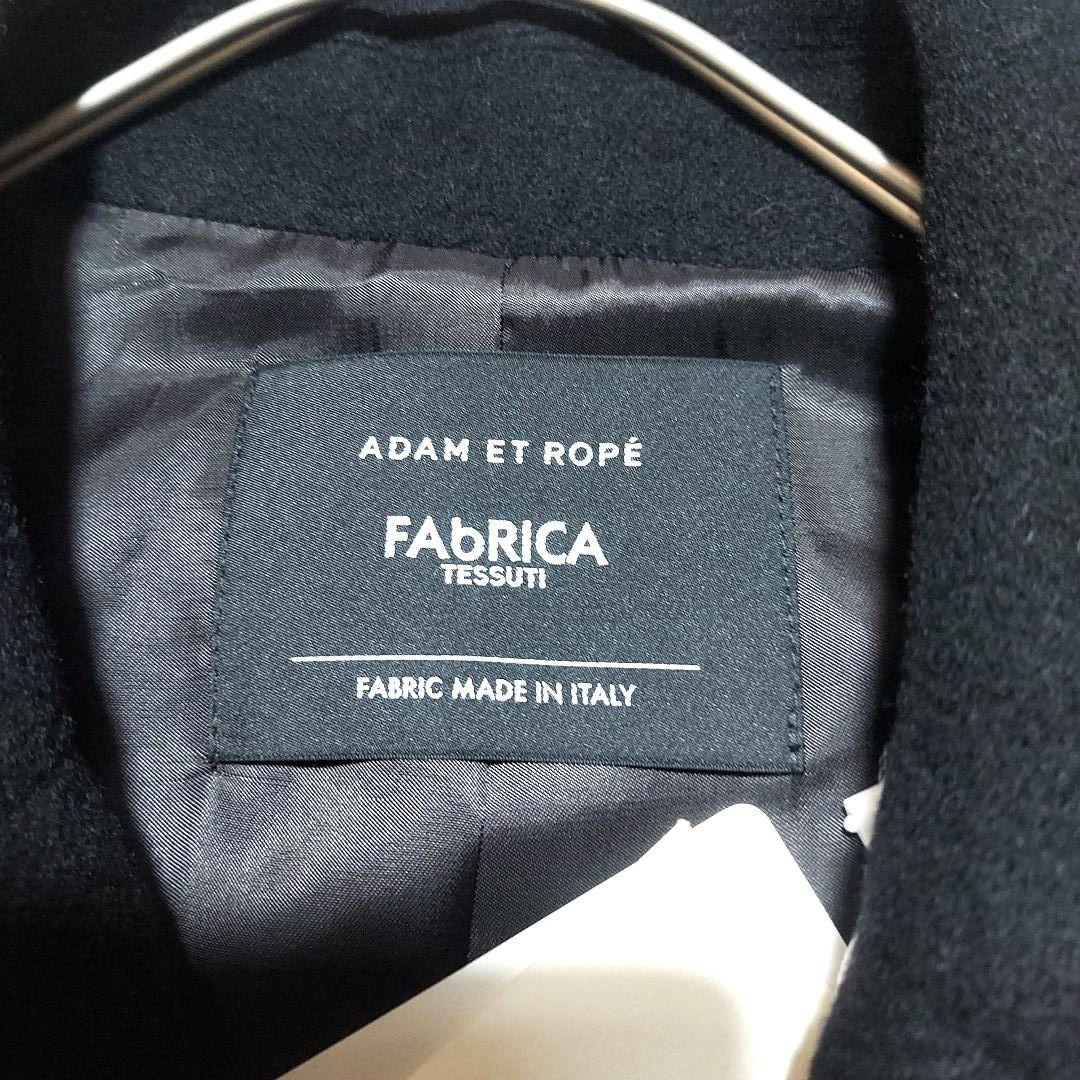 ADAM ET ROPÉ
FAbRICA
TESSUTI
FABRIC MADE IN ITALY